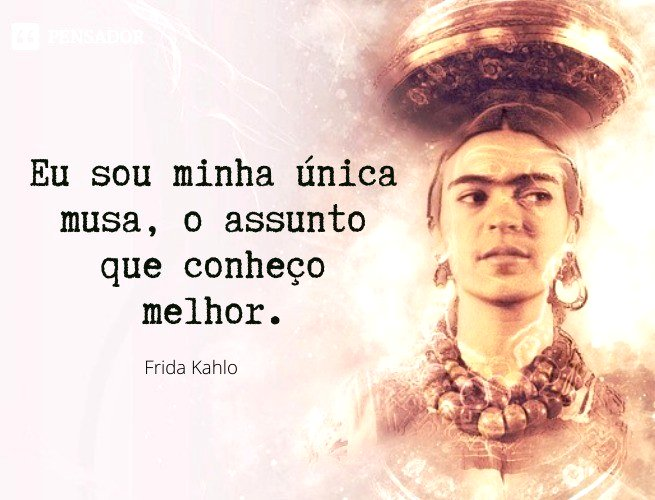 PENSADOR
Eu sou minha única
musa, o assunto
que conheço
melhor.
Frida Kahlo